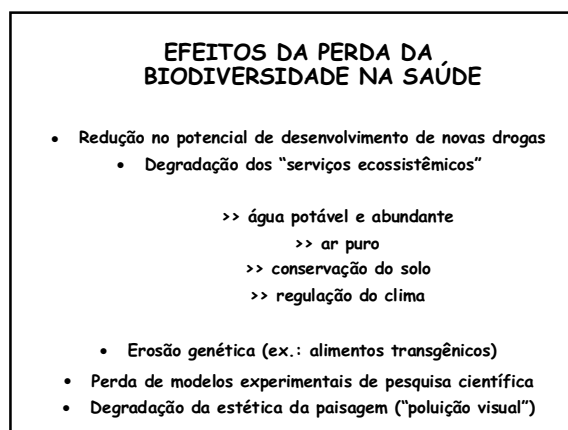 EFEITOS DA PERDA DA
BIODIVERSIDADE NA SAÚDE
• Redução no potencial de desenvolvimento de novas drogas
• Degradação dos “serviços ecossistêmicos”
>> água potável e abundante
>> ar puro
>> conservação do solo
>> regulação do clima
• Erosão genética (ex.: alimentos transgênicos)
• Perda de modelos experimentais de pesquisa científica
• Degradação da estética da paisagem (“poluição visual”)